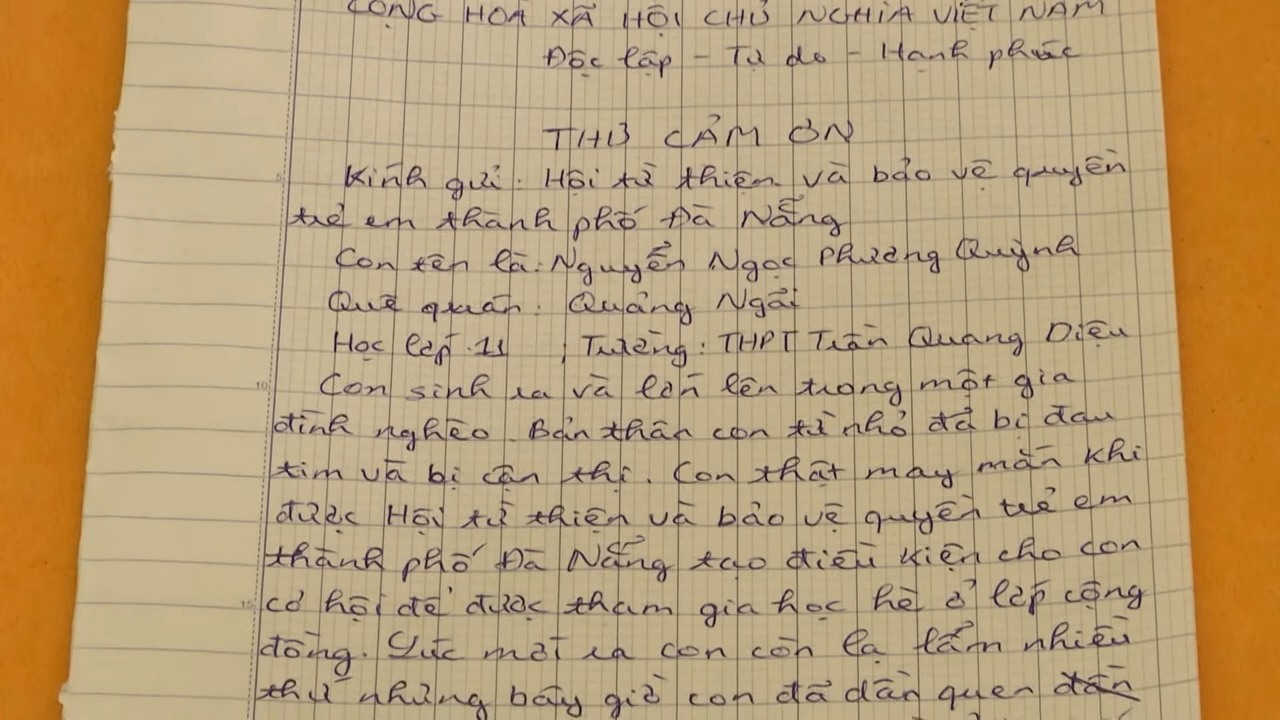 CỘNG HOÀ XÃ HỘI CHỦ NGHĨA VIỆT NAM
Độc lập - Tự do - Hạnh phúc
THƯ CẢM ƠN
Kính gửi: Hội từ thiện và bảo vệ quyền
trẻ em thành phố Đà Nẵng
Con tên là: Nguyễn Ngọc Phương Quỳnh
Quê quán: Quảng Ngãi
Học lớp 11, Trường: THPT Trần Quang Diệu
10 Con sinh ra và lớn lên trong một gia
đình nghèo. Bản thân con từ nhỏ đã bị đau
tim và bị cận thị. Con thật may mắn khi
được Hội từ thiện và bảo vệ quyền trẻ em
thành phố Đà Nẵng tạo điều kiện cho con
15 cơ hội để được tham gia học hè ở lớp cộng
đồng. Lúc mới ra con còn lạ lẫm nhiều
thứ nhưng bây giờ con đã dần quen dần